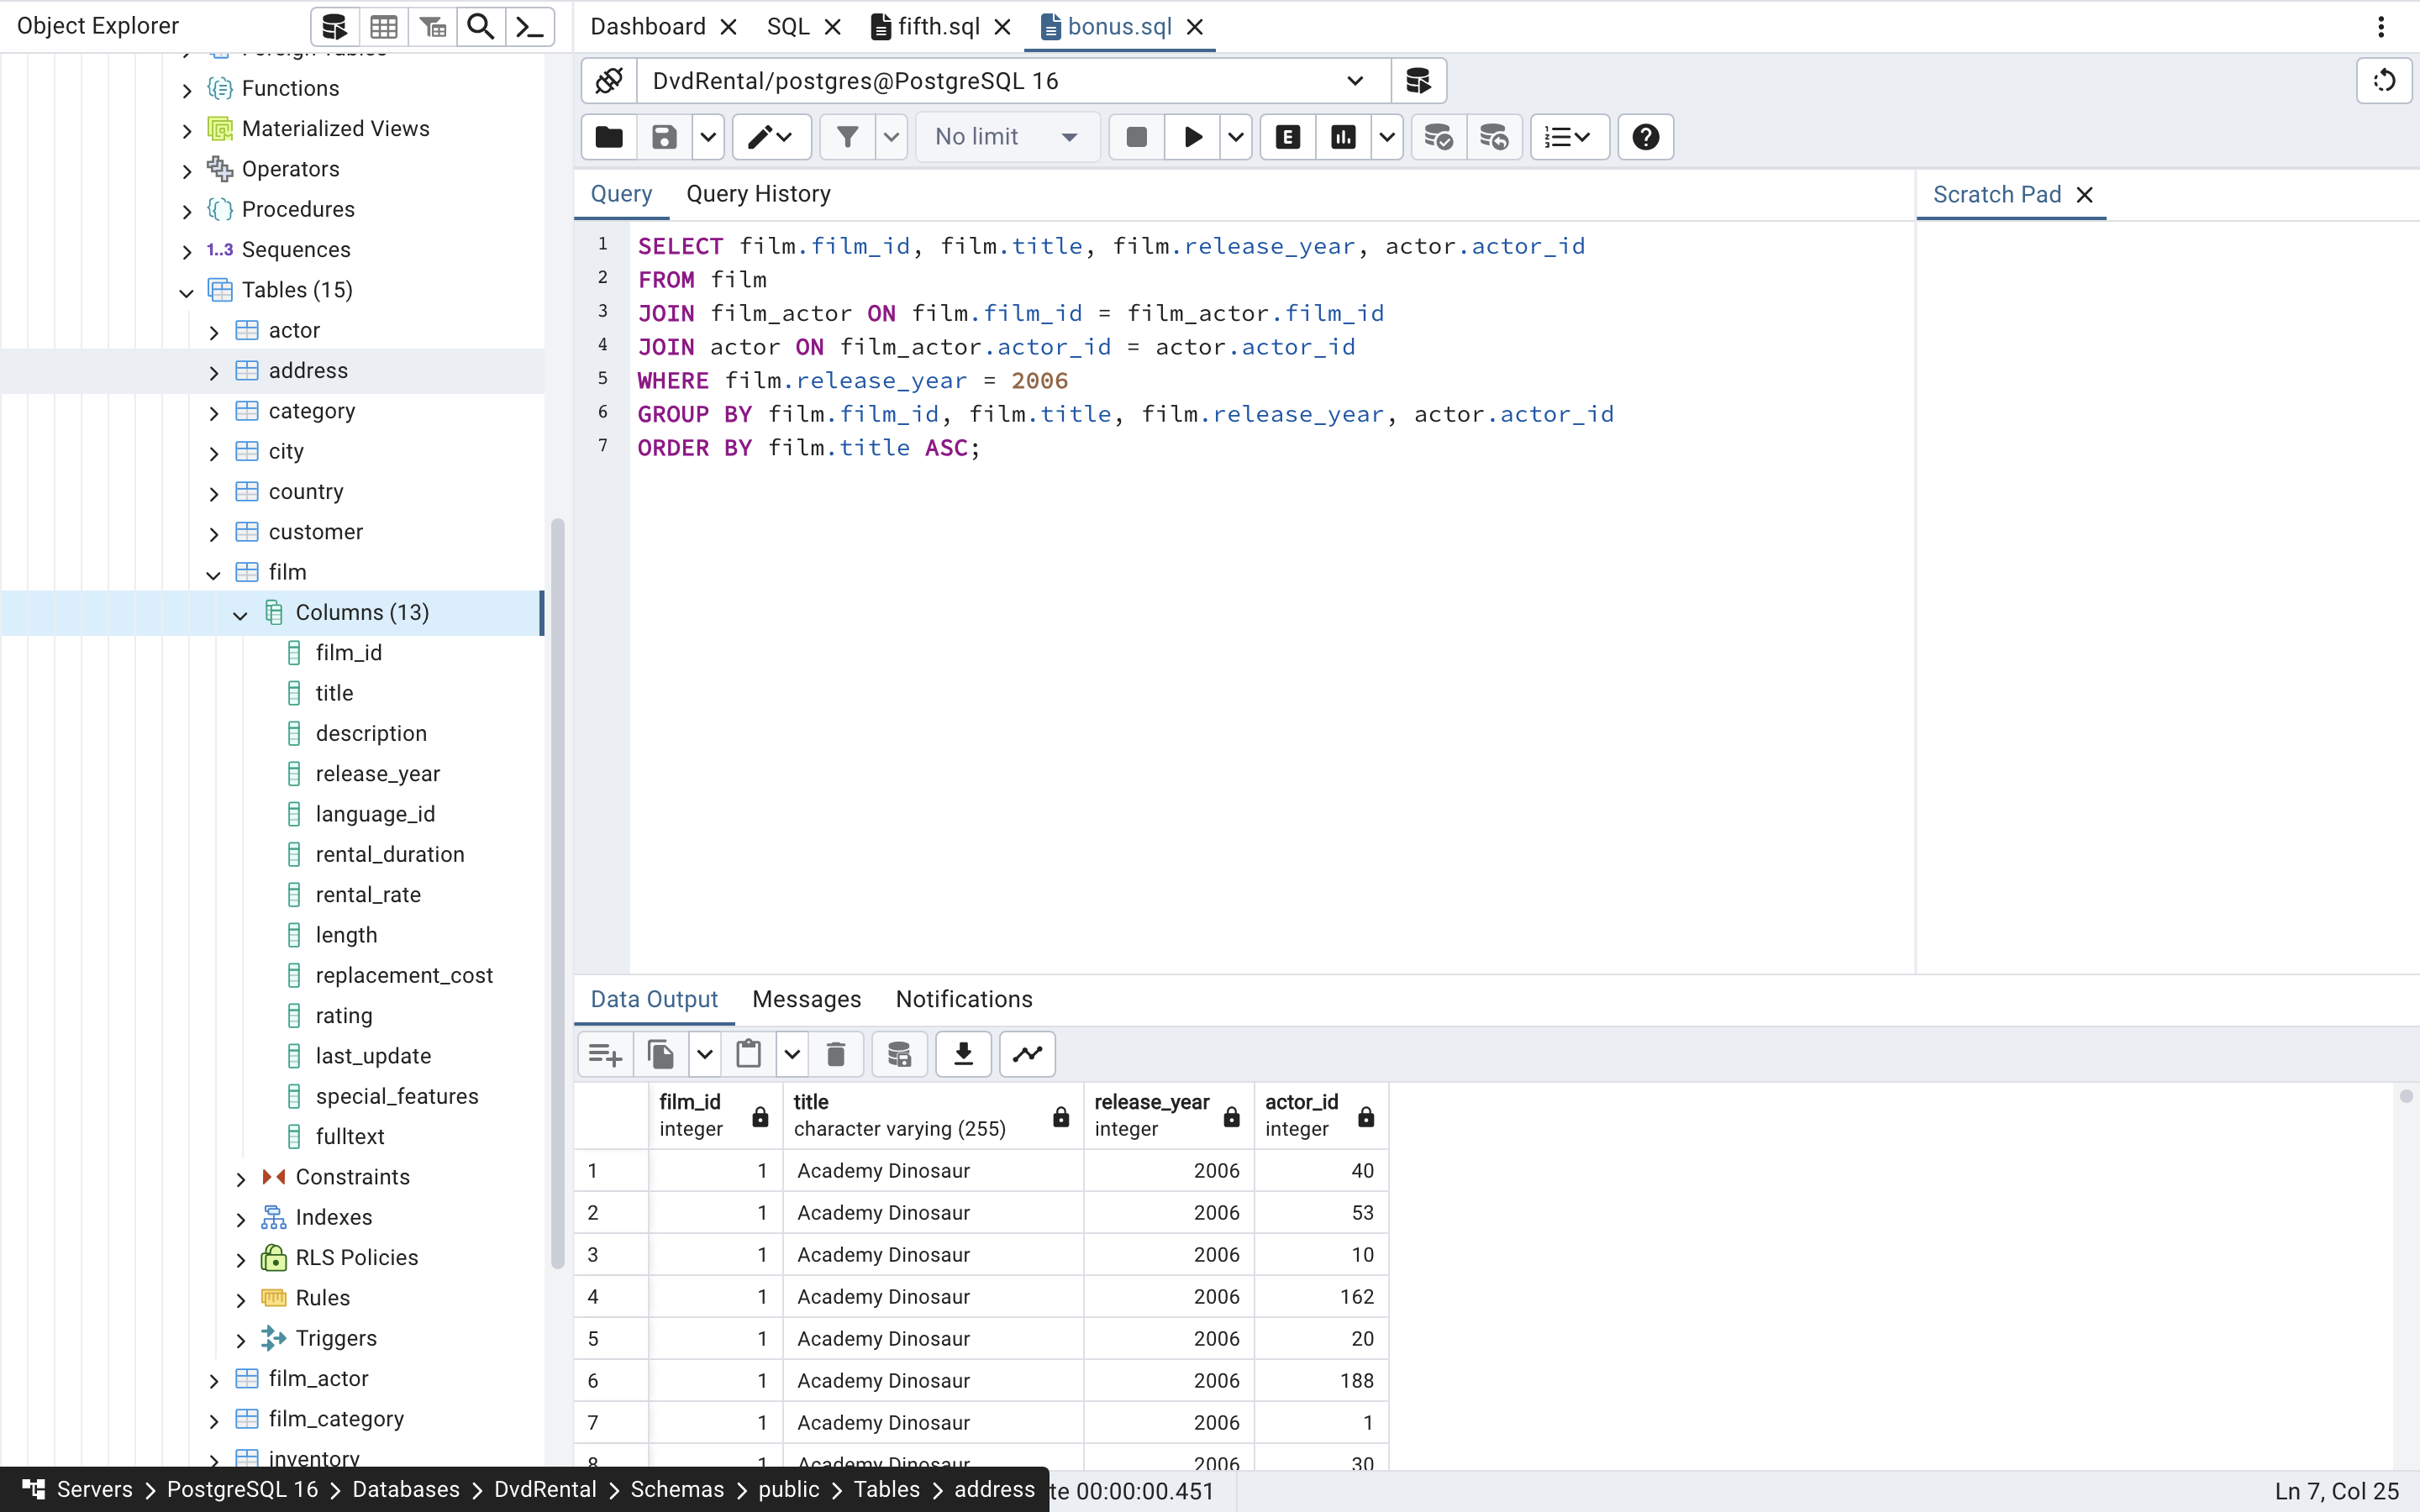 Object Explorer
Functions
Materialized Views
Operators
Procedures
1..3 Sequences
Tables (15)
actor
address
category
city
country
customer
film
Columns (13)
film_id
title
description
release_year
language_id
rental_duration
rental_rate
length
replacement_cost
rating
last_update
special_features
fulltext
Constraints
Indexes
RLS Policies
Rules
Triggers
film_actor
film_category
inventory
Dashboard SQL fifth.sql bonus.sql
DvdRental/postgres@PostgreSQL 16
No limit E
Query Query History
Scratch Pad
1 SELECT film.film_id, film.title, film.release_year, actor.actor_id
2 FROM film
3 JOIN film_actor ON film.film_id = film_actor.film_id
4 JOIN actor ON film_actor.actor_id = actor.actor_id
5 WHERE film.release_year = 2006
6 GROUP BY film.film_id, film.title, film.release_year, actor.actor_id
7 ORDER BY film.title ASC;
Data Output Messages Notifications
film_id title release_year actor_id
integer character varying (255) integer integer
1 1 Academy Dinosaur 2006 40
2 1 Academy Dinosaur 2006 53
3 1 Academy Dinosaur 2006 10
4 1 Academy Dinosaur 2006 162
5 1 Academy Dinosaur 2006 20
6 1 Academy Dinosaur 2006 188
7 1 Academy Dinosaur 2006 1
8 1 Academy Dinosaur 2006 30
Servers > PostgreSQL 16 > Databases > DvdRental > Schemas > public > Tables > address
te 00:00:00.451
Ln 7, Col 25